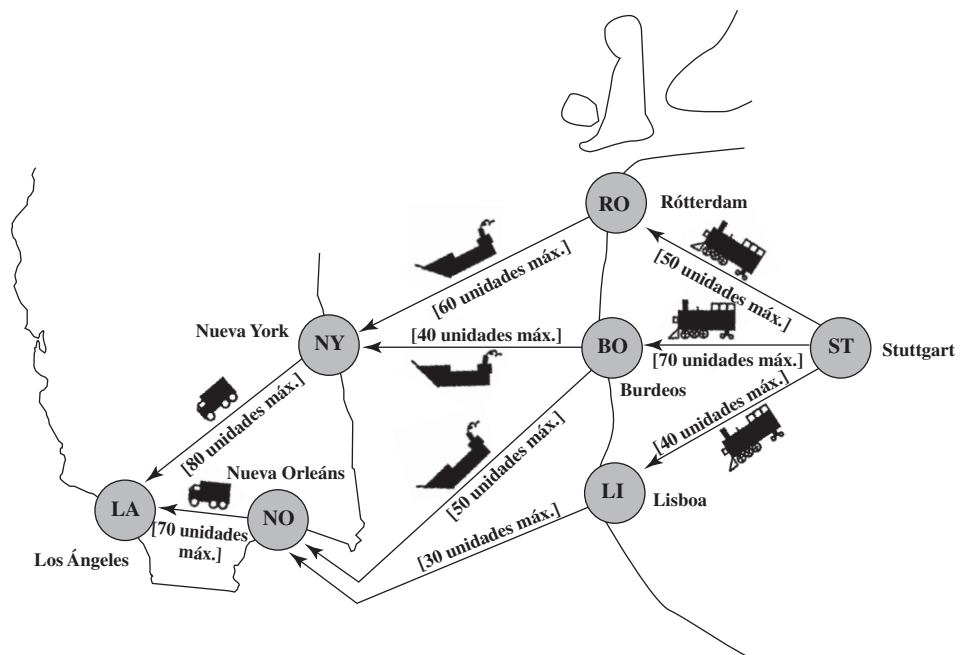 RO
Rótterdam
[50 unidades máx.]
[60 unidades máx.]
Nueva York
NY
[40 unidades máx.]
BO
Burdeos
[70 unidades máx.]
ST
Stuttgart
[80 unidades máx.]
[40 unidades máx.]
Nueva Orleáns
[50 unidades máx.]
LI
Lisboa
LA
Los Ángeles
[70 unidades
máx.]
NO
[30 unidades máx.]